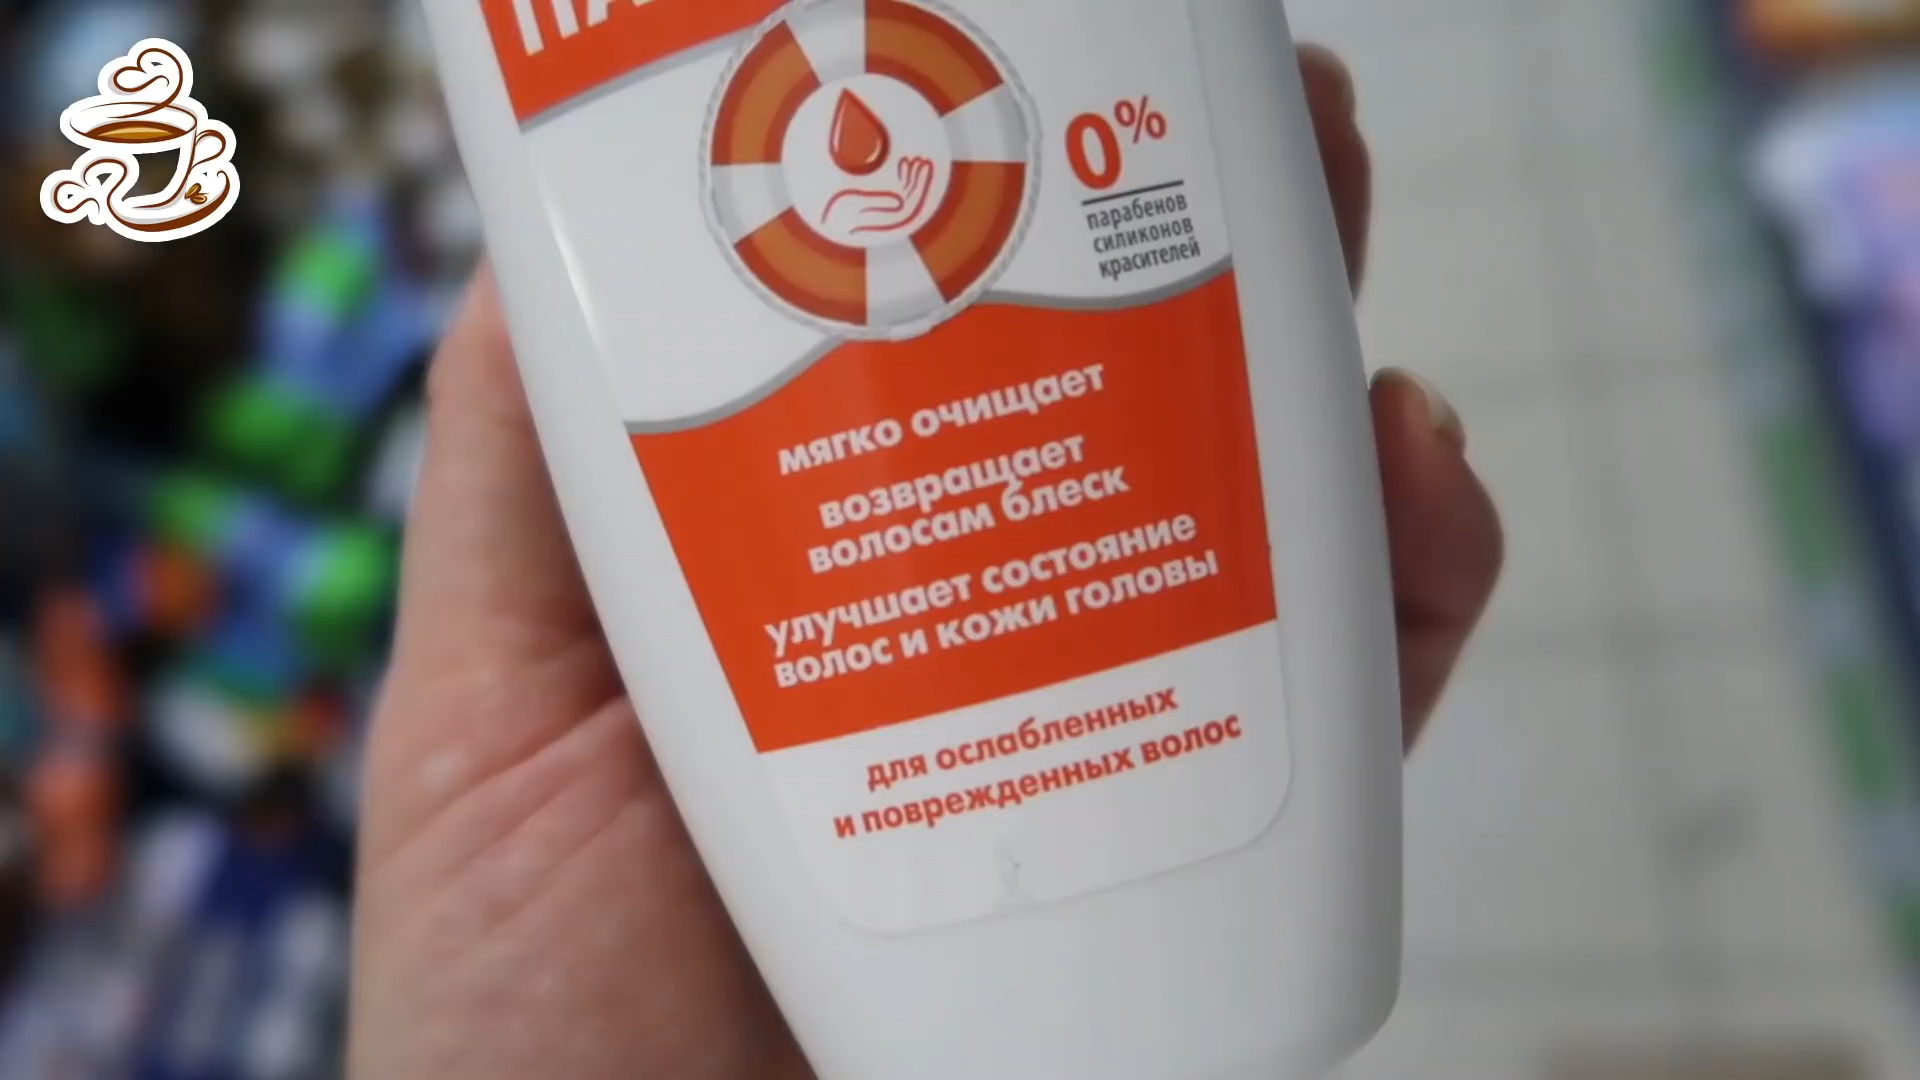 0%
парабенов
силиконов
красителей
мягко очищает
возвращает
волосам блеск
улучшает состояние
волос и кожи головы
для ослабленных
и поврежденных волос